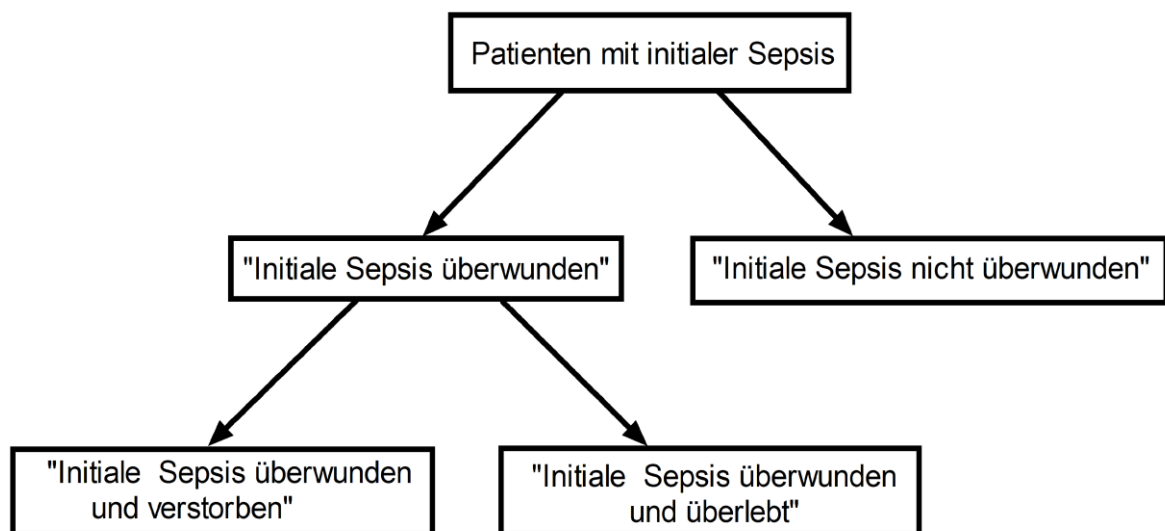 Patienten mit initialer Sepsis
"Initiale Sepsis überwunden"
"Initiale Sepsis nicht überwunden"
"Initiale Sepsis überwunden
und verstorben"
"Initiale Sepsis überwunden
und überlebt"